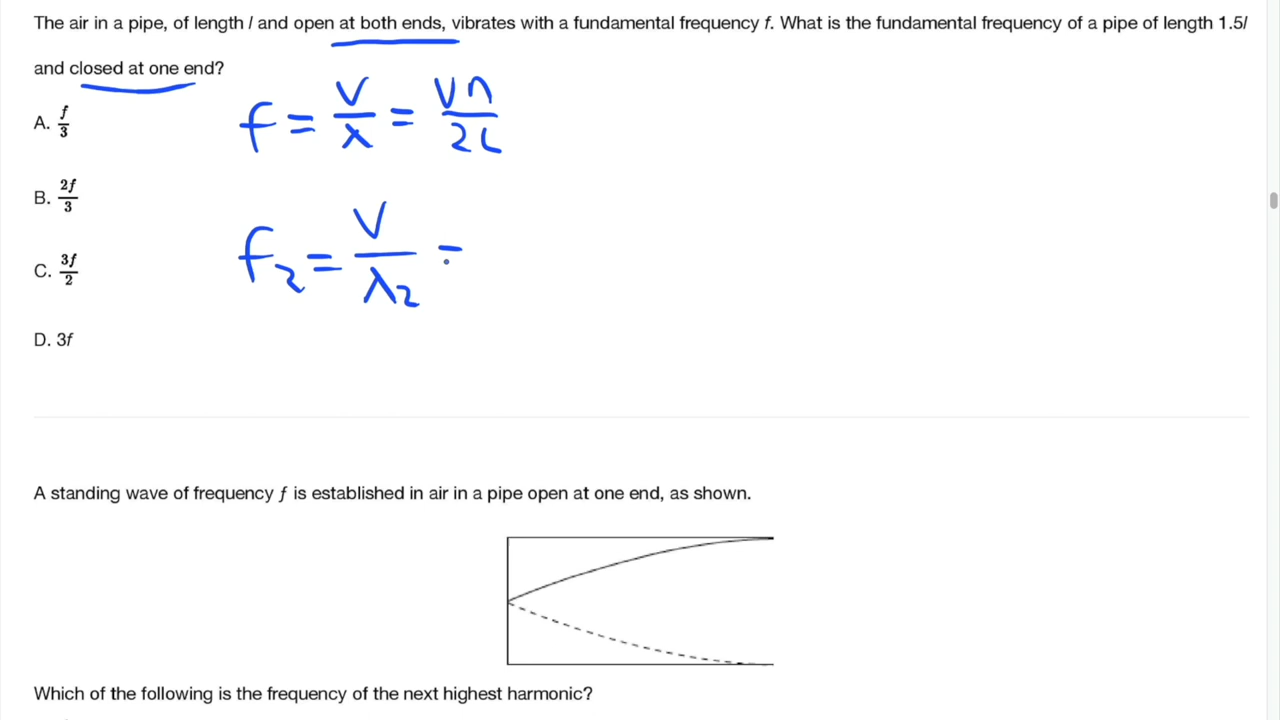 The air in a pipe, of length l and open at both ends, vibrates with a fundamental frequency f. What is the fundamental frequency of a pipe of length 1.5l
and closed at one end?
A. f/3
f = V/λ = Vn/2L
B. 2f/3
f₂ = V/λ₂ =
C. 3f/2
D. 3f
A standing wave of frequency f is established in air in a pipe open at one end, as shown.
Which of the following is the frequency of the next highest harmonic?